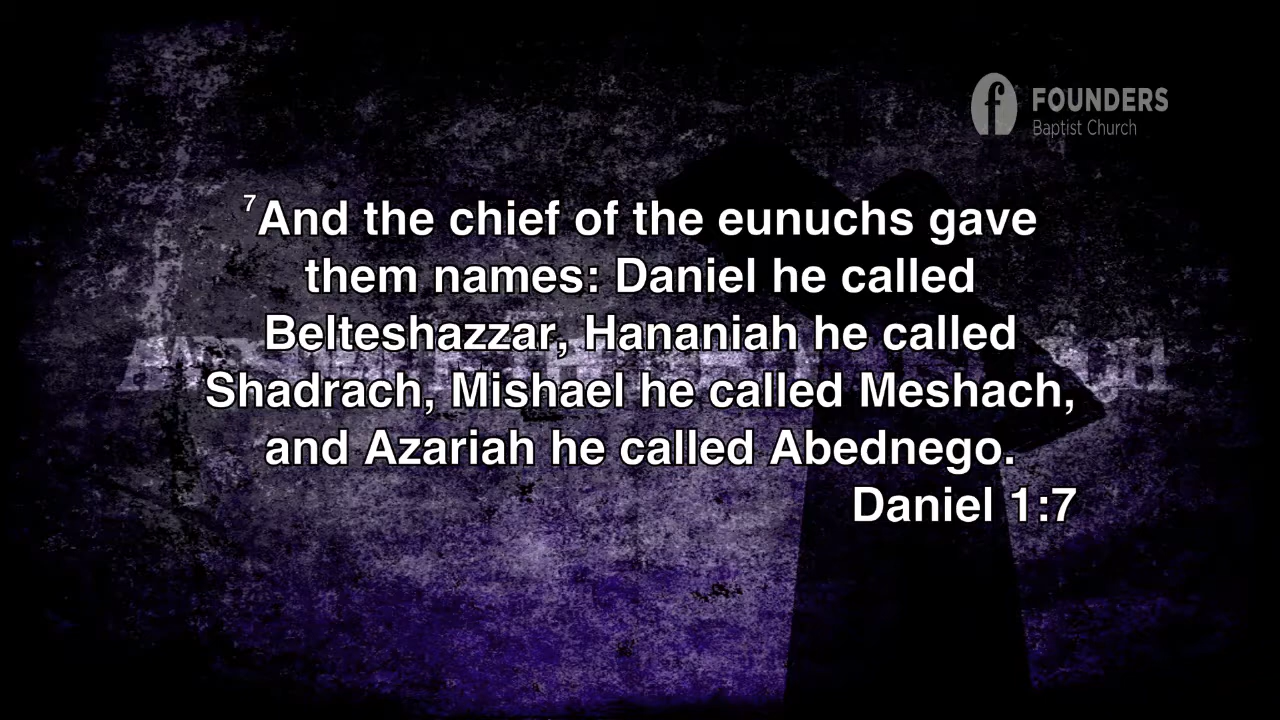 FOUNDERS
Baptist Church
7And the chief of the eunuchs gave
them names: Daniel he called
Belteshazzar, Hananiah he called
Shadrach, Mishael he called Meshach,
and Azariah he called Abednego.
Daniel 1:7